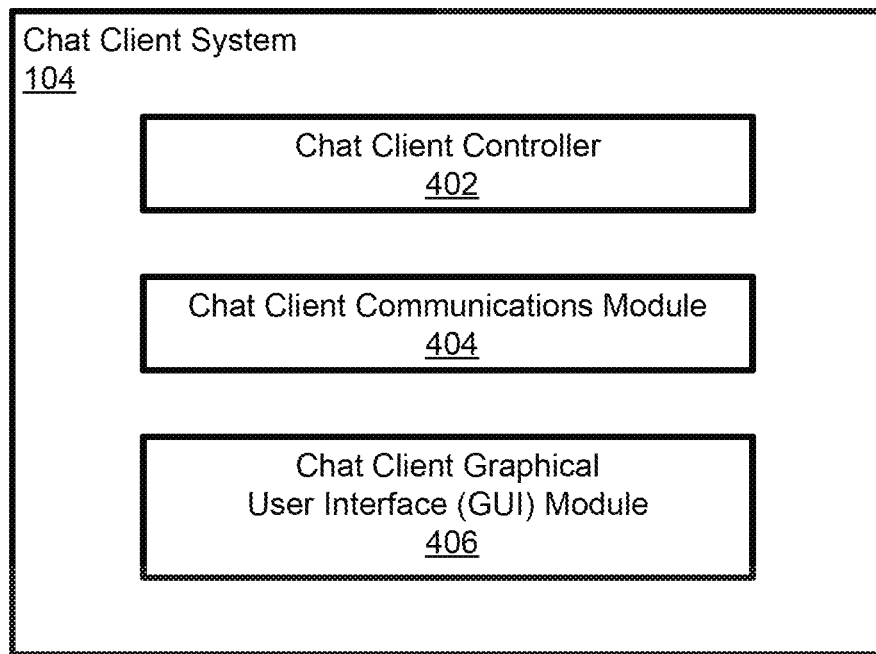 Chat Client System
104
Chat Client Controller
402
Chat Client Communications Module
404
Chat Client Graphical
User Interface (GUI) Module
406